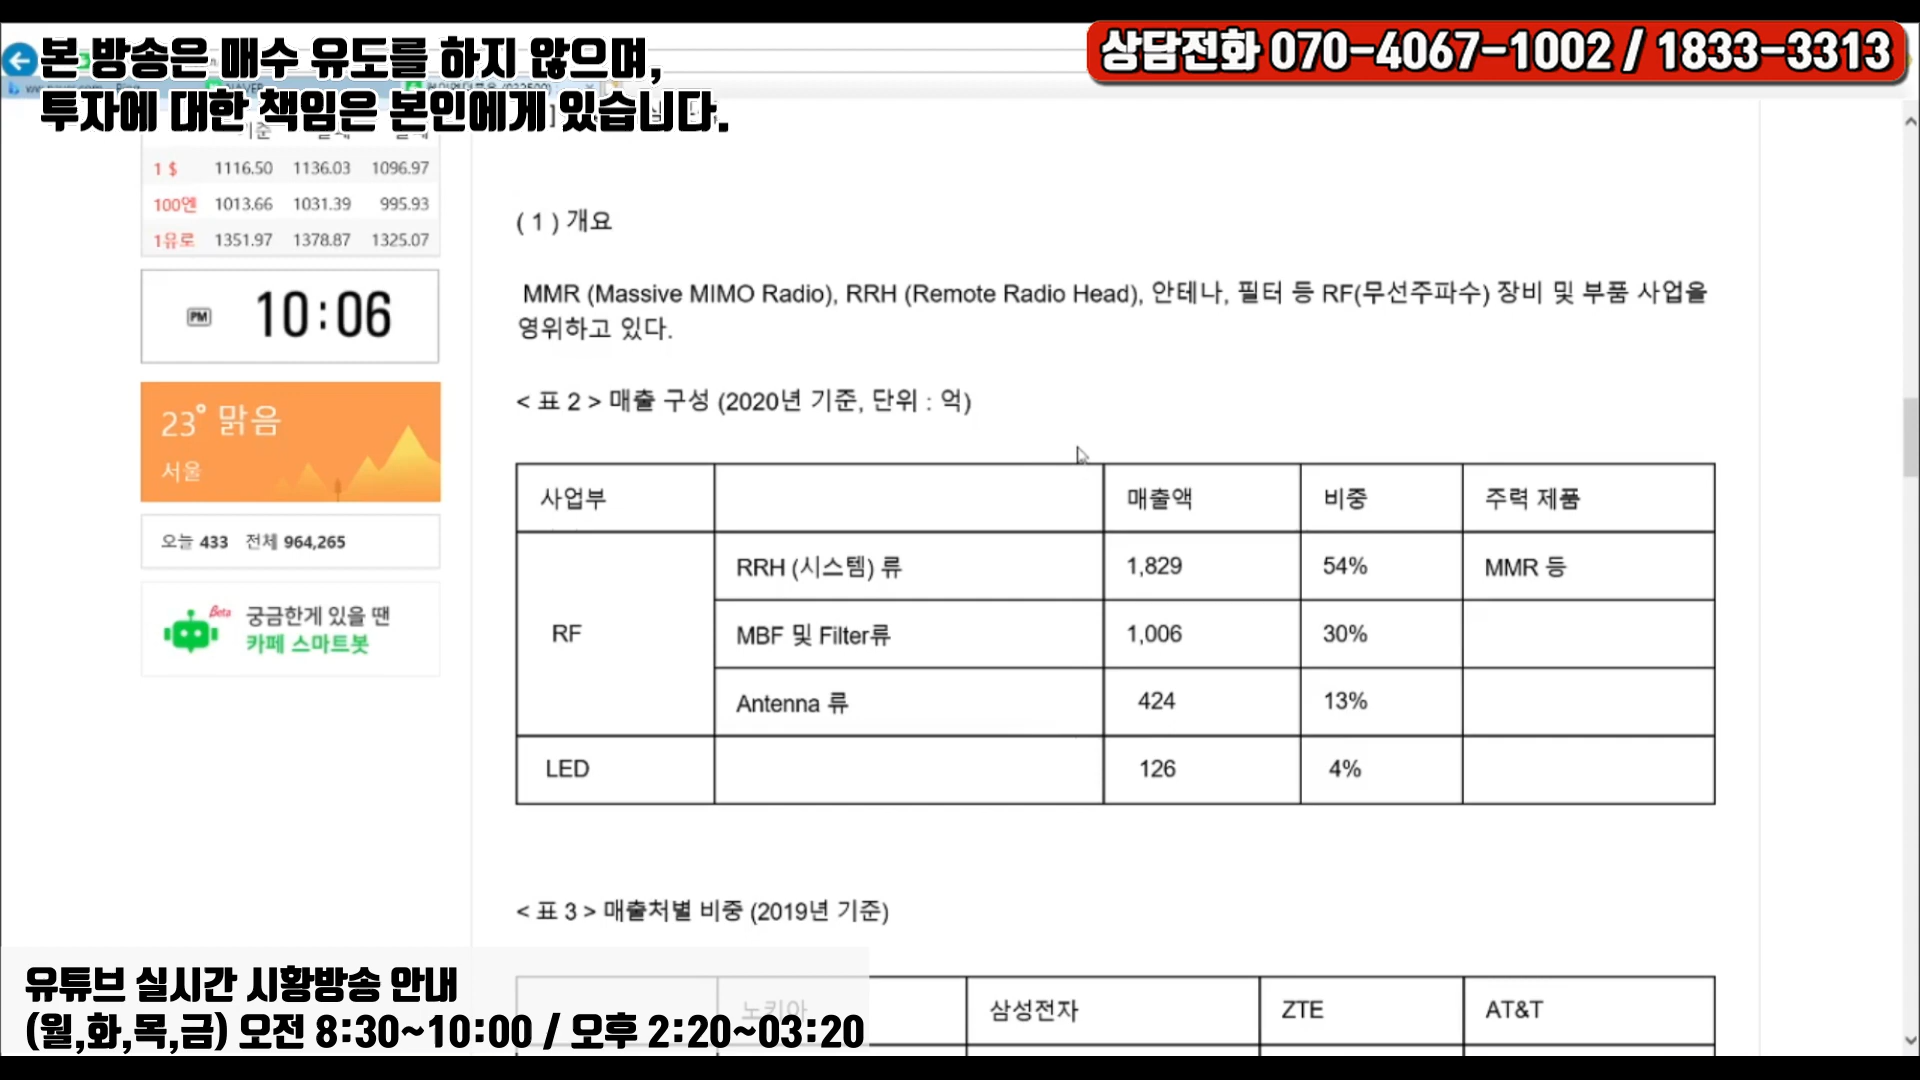 본 방송은 매수 유도를 하지 않으며,
투자에 대한 책임은 본인에게 있습니다.
상담전화 070-4067-1002 / 1833-3313
1 $ 1116.50 1136.03 1096.97
100엔 1013.66 1031.39 995.93
1유로 1351.97 1378.87 1325.07
PM 10:06
23° 맑음
서울
오늘 433 전체 964,265
Beta 궁금한게 있을 땐
카페 스마트봇
( 1 ) 개요
MMR (Massive MIMO Radio), RRH (Remote Radio Head), 안테나, 필터 등 RF(무선주파수) 장비 및 부품 사업을
영위하고 있다.
< 표 2 > 매출 구성 (2020년 기준, 단위 : 억)
사업부 매출액 비중 주력 제품
RF
RRH (시스템) 류 1,829 54% MMR 등
MBF 및 Filter류 1,006 30%
Antenna 류 424 13%
LED 126 4%
< 표 3 > 매출처별 비중 (2019년 기준)
노키아 삼성전자 ZTE AT&T
유튜브 실시간 시황방송 안내
(월,화,목,금) 오전 8:30~10:00 / 오후 2:20~03:20